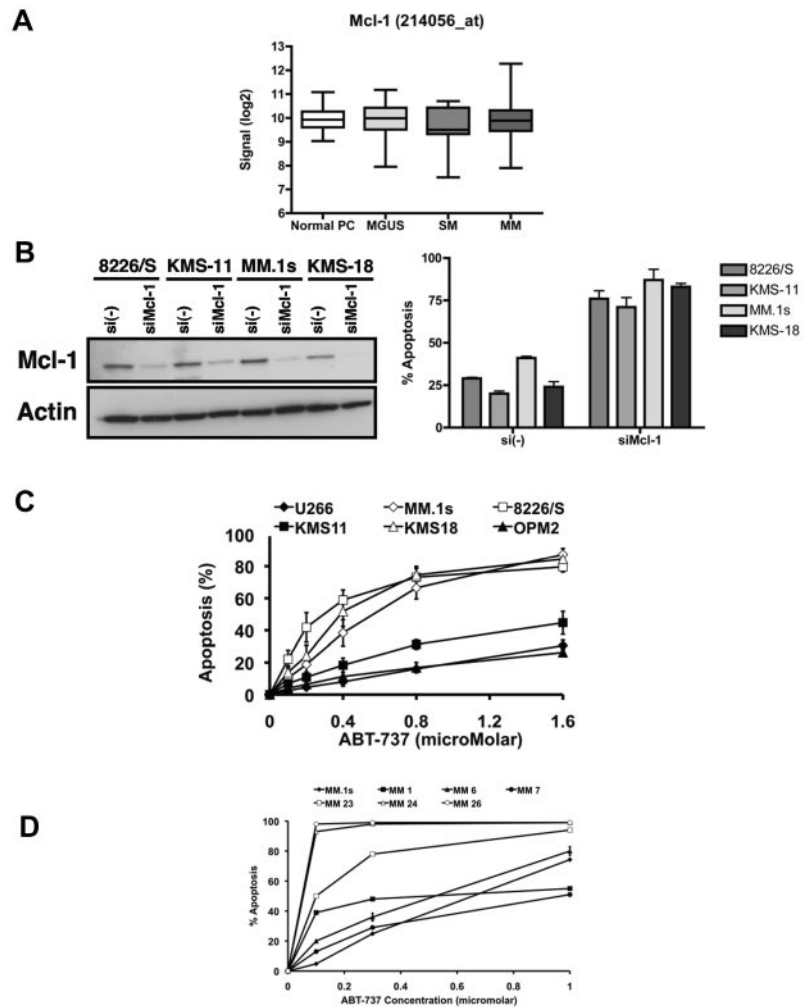 A
Mcl-1 (214056_at)
Signal (log2)
13
12
11
10
9
8
7
6
Normal PC MGUS SM MM
B
8226/S KMS-11 MM.1s KMS-18
si(-) siMcl-1 si(-) siMcl-1 si(-) siMcl-1 si(-) siMcl-1
Mcl-1
Actin
% Apoptosis
100
75
50
25
0
si(-) siMcl-1
8226/S
KMS-11
MM.1s
KMS-18
C
U266 MM.1s 8226/S
KMS11 KMS18 OPM2
Apoptosis (%)
100
80
60
40
20
0
0 0.4 0.8 1.2 1.6
ABT-737 (microMolar)
D
MM.1s MM 1 MM 6 MM 7
MM 23 MM 24 MM 26
% Apoptosis
100
80
60
40
20
0
0 0.2 0.4 0.6 0.8 1
ABT-737 Concentration (micromolar)